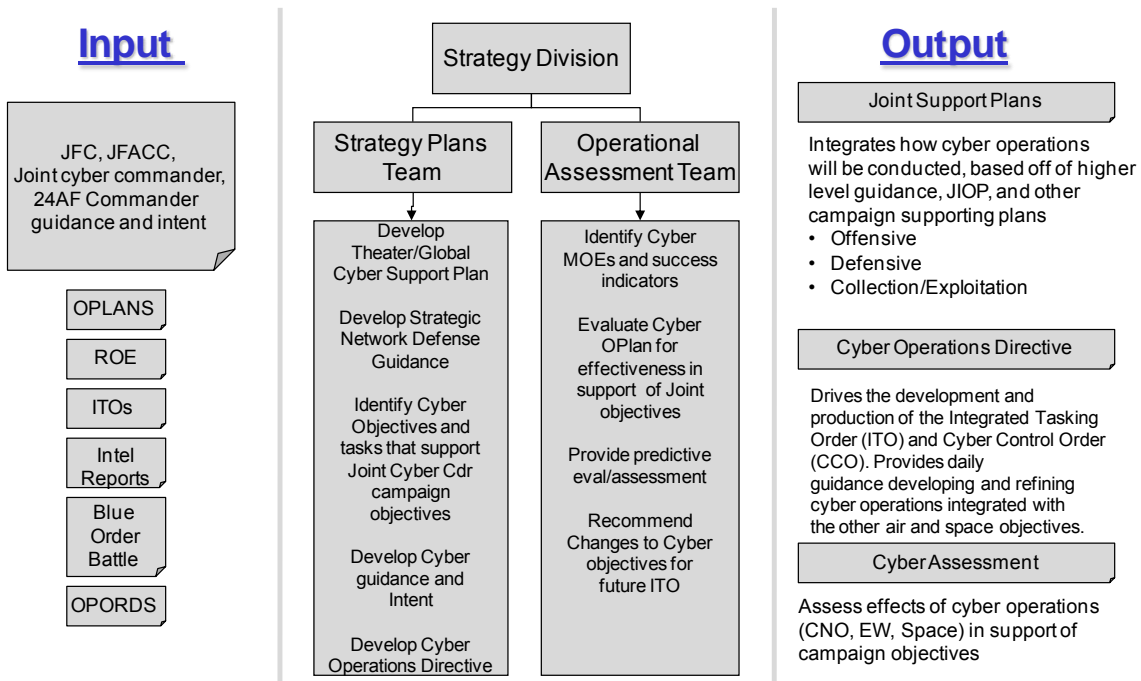 Input
JFC, JFACC,
Joint cyber commander,
24AF Commander
guidance and intent
OPLANS
ROE
ITOs
Intel
Reports
Blue
Order
Battle
OPORDS
Strategy Division
Strategy Plans
Team
Develop
Theater/Global
Cyber Support Plan
Develop Strategic
Network Defense
Guidance
Identify Cyber
Objectives and
tasks that support
Joint Cyber Cdr
campaign
objectives
Develop Cyber
guidance and
Intent
Develop Cyber
Operations Directive
Operational
Assessment Team
Identify Cyber
MOEs and success
indicators
Evaluate Cyber
OPlan for
effectiveness in
support of Joint
objectives
Provide predictive
eval/assessment
Recommend
Changes to Cyber
objectives for
future ITO
Output
Joint Support Plans
Integrates how cyber operations
will be conducted, based off of higher
level guidance, JIOP, and other
campaign supporting plans
• Offensive
• Defensive
• Collection/Exploitation
Cyber Operations Directive
Drives the development and
production of the Integrated Tasking
Order (ITO) and Cyber Control Order
(CCO). Provides daily
guidance developing and refining
cyber operations integrated with
the other air and space objectives.
Cyber Assessment
Assess effects of cyber operations
(CNO, EW, Space) in support of
campaign objectives